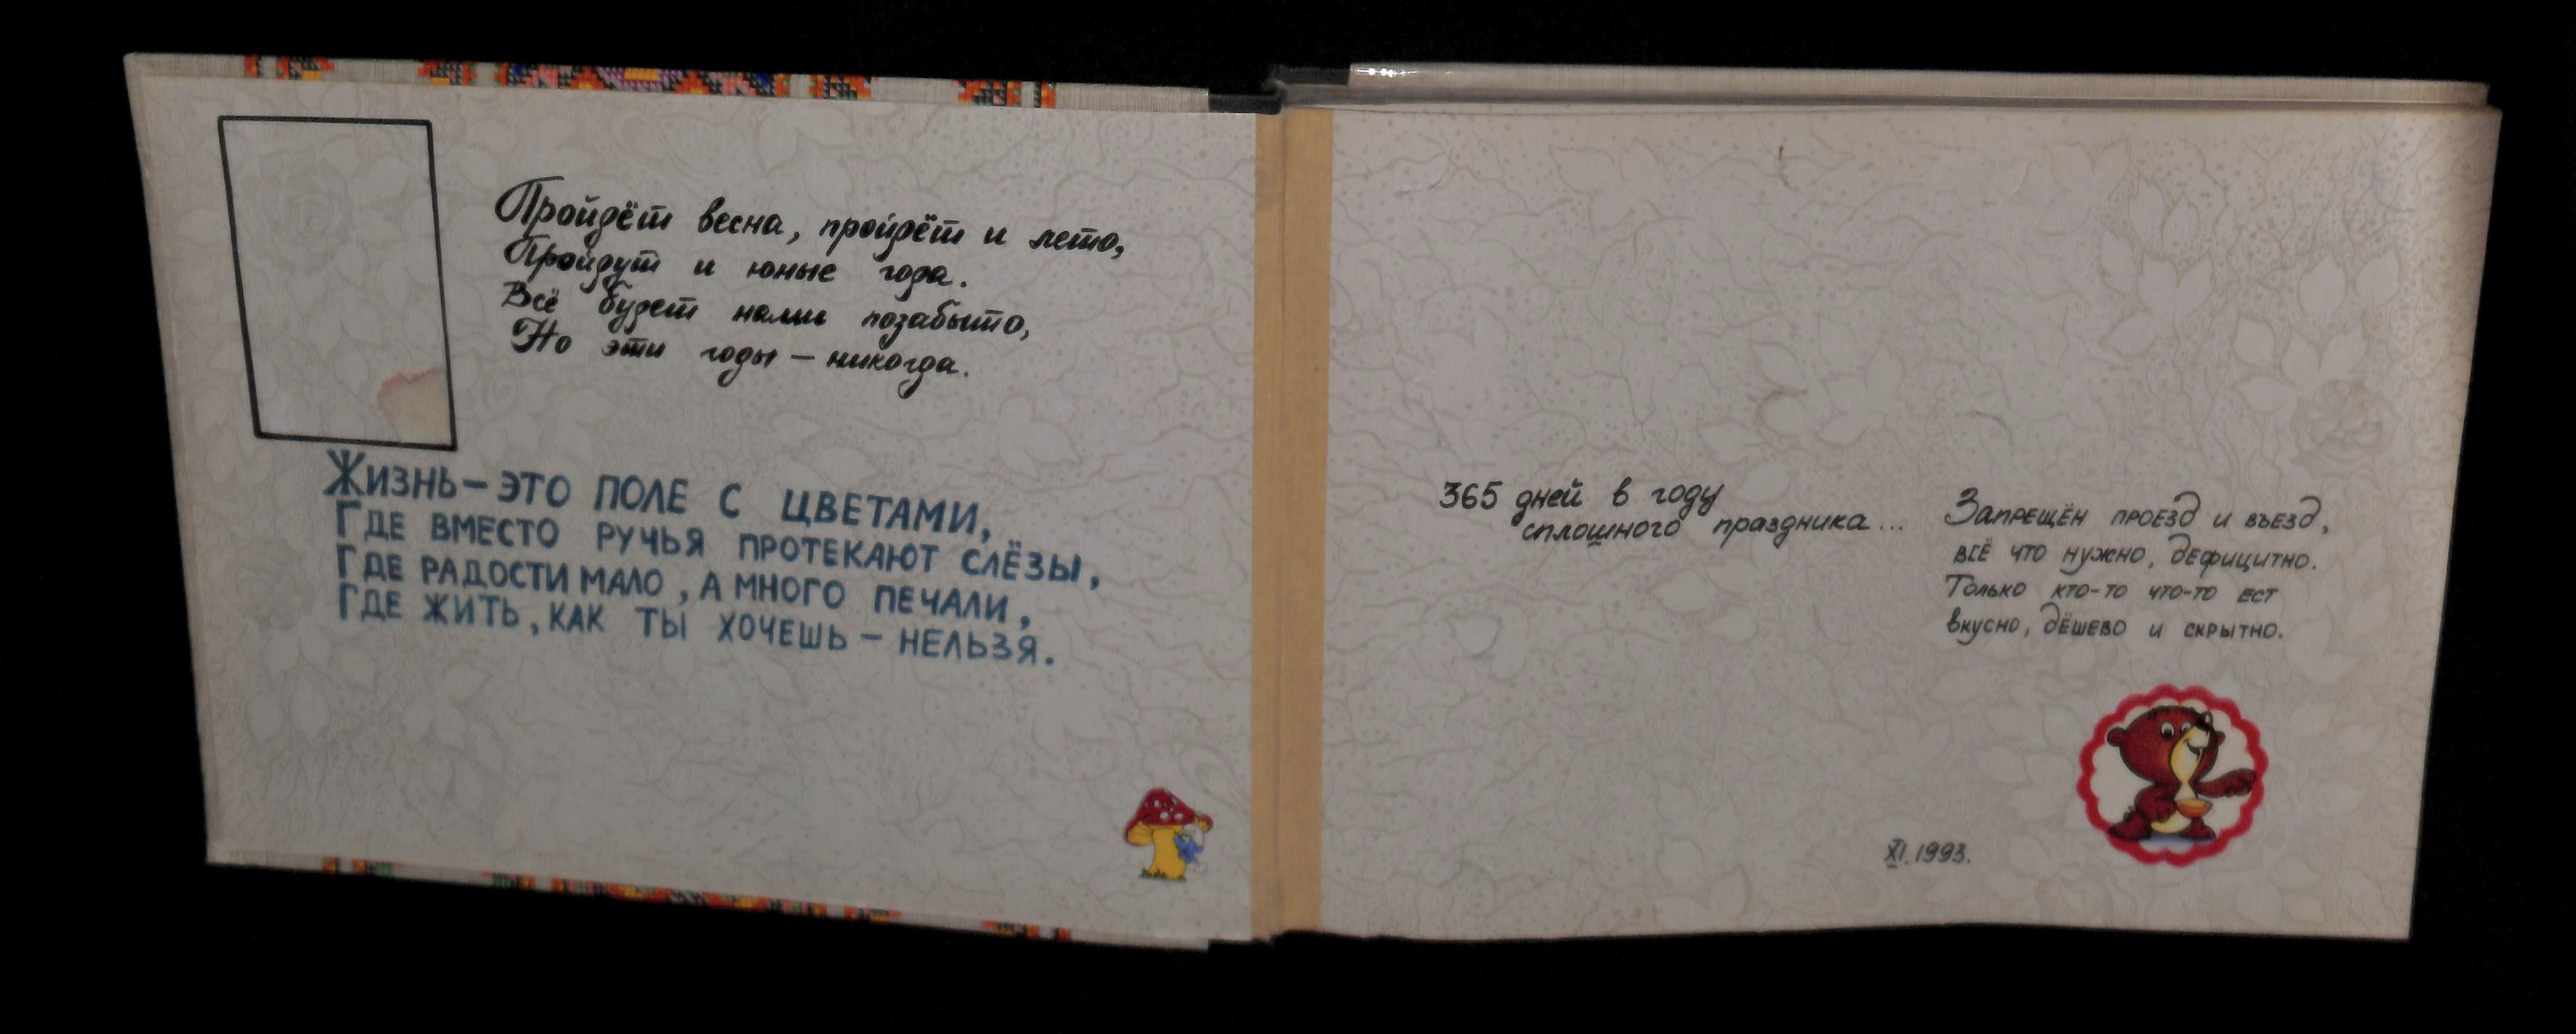 Пройдёт весна, пройдёт и лето,
Пройдут и юные года.
Всё будет нами позабыто,
Но эти годы – никогда.
Жизнь – это поле с цветами,
Где вместо ручья протекают слёзы,
Где радости мало, а много печали,
Где жить, как ты хочешь – нельзя.
365 дней в году
сплошного праздника...
Запрещён проезд и въезд,
всё что нужно, дефицитно.
Только кто-то что-то ест
вкусно, дёшево и скрытно.
XI.1993.